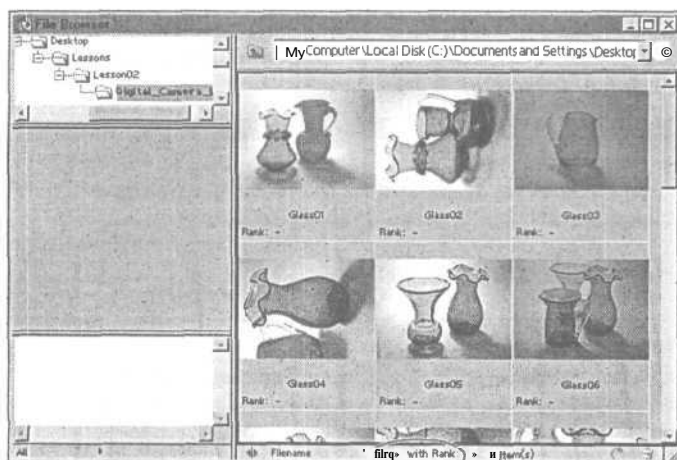 File Browser
Desktop
Lessons
Lesson02
Digital_Camera_
My Computer\Local Disk (C:)\Documents and Settings\Desktop ©
Glass01 Glass02 Glass03
Rank: - Rank: - Rank: -
Glass04 Glass05 Glass06
Rank: - Rank: - Rank: -
All Filename with Rank » и Item(s)